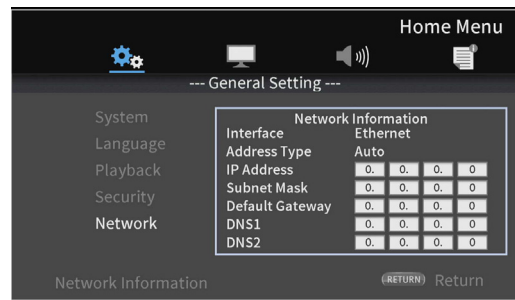 Home Menu
--- General Setting ---
System
Language
Playback
Security
Network
Network Information
Interface Ethernet
Address Type Auto
IP Address 0. 0. 0. 0
Subnet Mask 0. 0. 0. 0
Default Gateway 0. 0. 0. 0
DNS1 0. 0. 0. 0
DNS2 0. 0. 0. 0
Network Information
RETURN Return